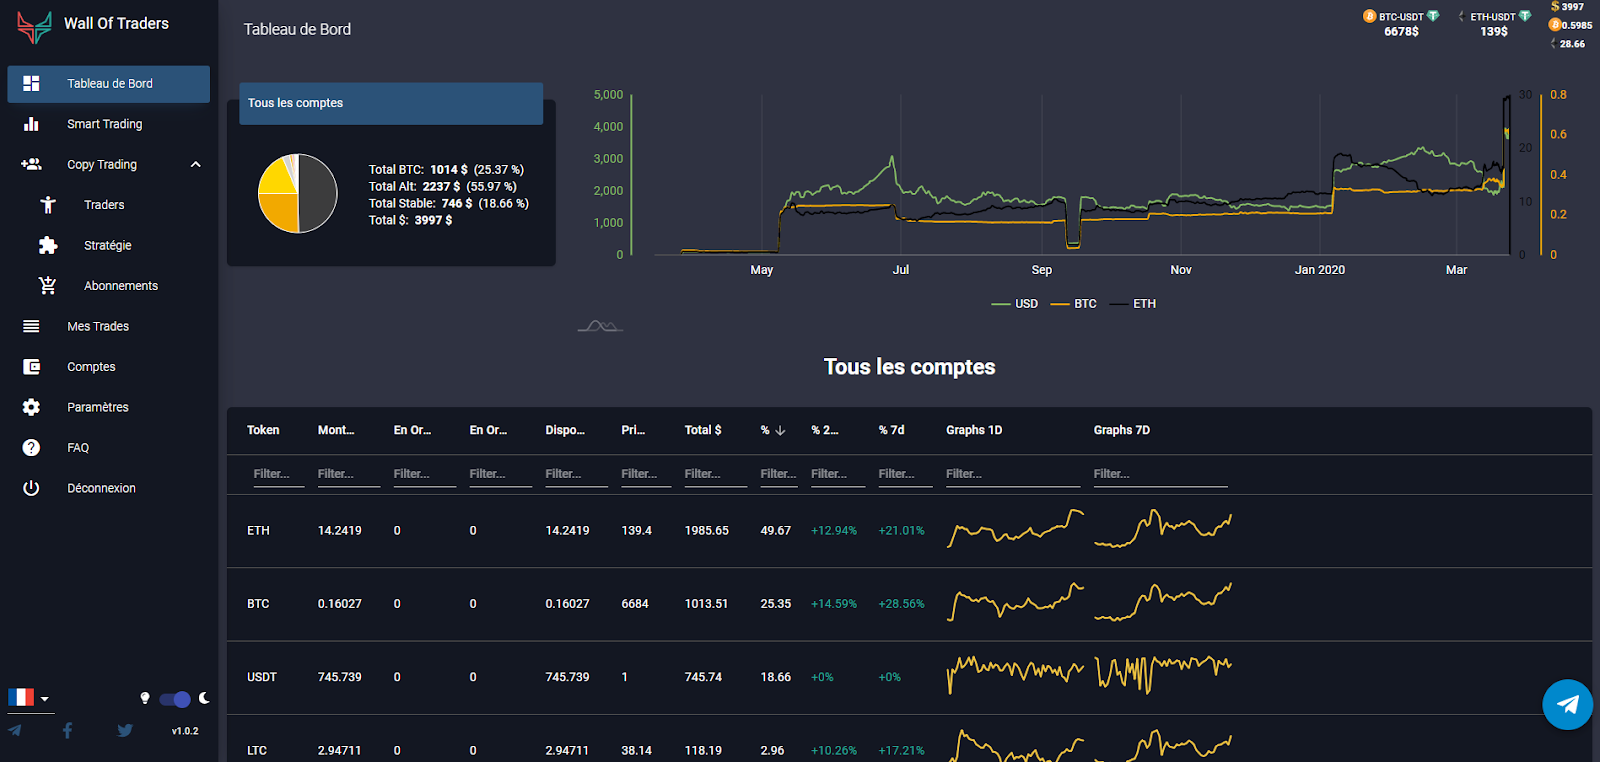 Wall Of Traders
Tableau de Bord
Smart Trading
Copy Trading
Traders
Stratégie
Abonnements
Mes Trades
Comptes
Paramètres
FAQ
Déconnexion
v1.0.2
Tableau de Bord
BTC-USDT
6678$
ETH-USDT
139$
$ 3997
0.5985
28.66
Tous les comptes
Total BTC: 1014 $ (25.37 %)
Total Alt: 2237 $ (55.97 %)
Total Stable: 746 $ (18.66 %)
Total $: 3997 $
5,000
4,000
3,000
2,000
1,000
0
30
20
10
0
0.8
0.6
0.4
0.2
0
May Jul Sep Nov Jan 2020 Mar
USD BTC ETH
Tous les comptes
Token Mont... En Or... En Or... Dispo... Pri... Total $ % % 2... % 7d Graphs 1D Graphs 7D
Filter... Filter... Filter... Filter... Filter... Filter... Filter... Filter... Filter... Filter... Filter... Filter...
ETH 14.2419 0 0 14.2419 139.4 1985.65 49.67 +12.94% +21.01%
BTC 0.16027 0 0 0.16027 6684 1013.51 25.35 +14.59% +28.56%
USDT 745.739 0 0 745.739 1 745.74 18.66 +0% +0%
LTC 2.94711 0 0 2.94711 38.14 118.19 2.96 +10.26% +17.21%